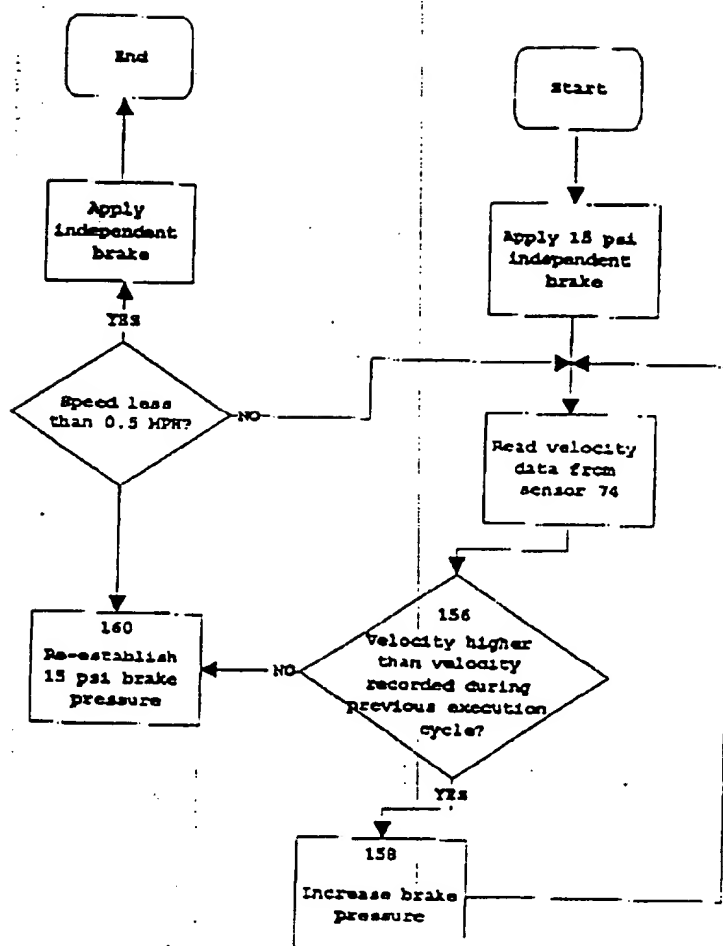 End
Start
Apply
independent
brake
Apply 15 psi
independent
brake
YES
Speed less
than 0.5 MPH?
NO
Read velocity
data from
sensor 74
156
Velocity higher
than velocity
recorded during
previous execution
cycle?
NO
160
Re-establish
15 psi brake
pressure
YES
158
Increase brake
pressure